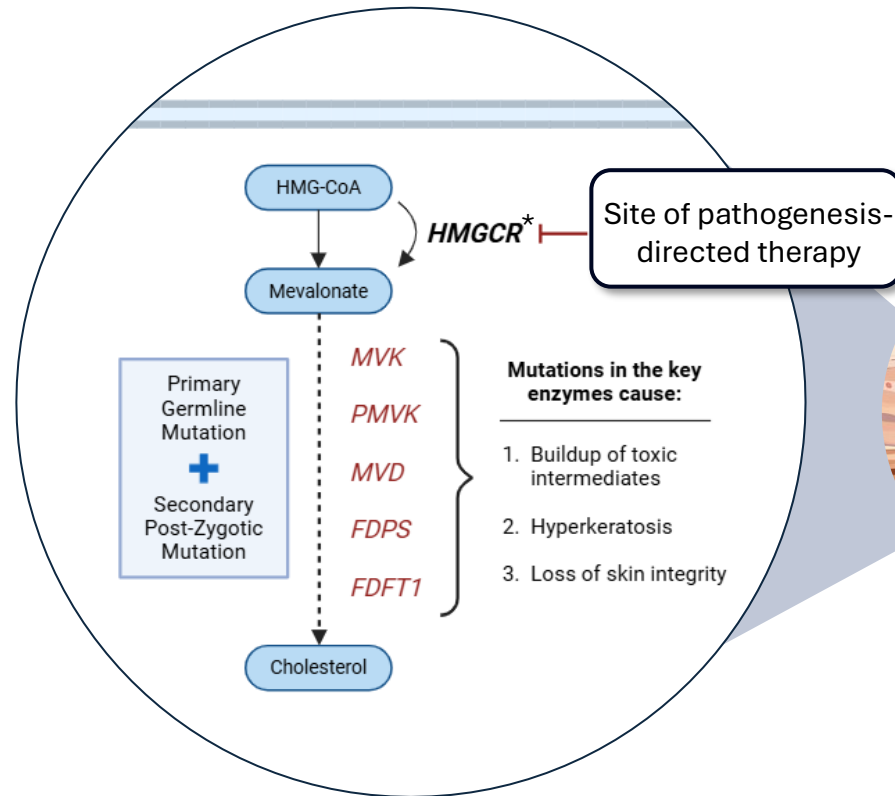 HMG-CoA
HMGCR*
Site of pathogenesis-
directed therapy
Mevalonate
Primary
Germline
Mutation
Secondary
Post-Zygotic
Mutation
MVK
PMVK
MVD
FDPS
FDFT1
Mutations in the key
enzymes cause:
1. Buildup of toxic
intermediates
2. Hyperkeratosis
3. Loss of skin integrity
Cholesterol